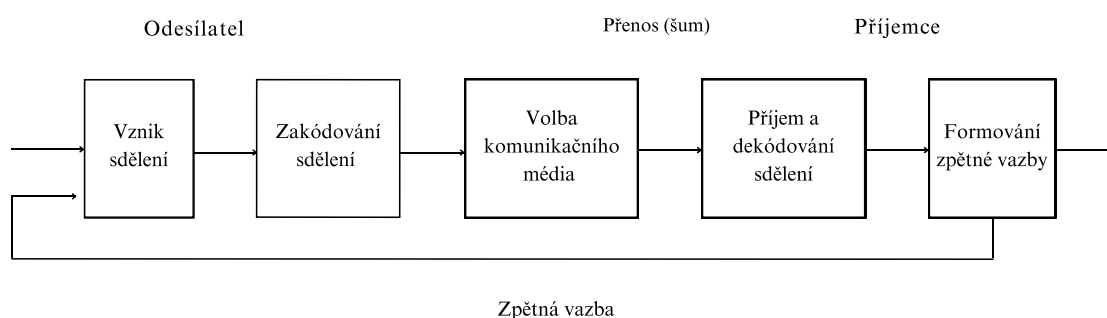 Odesílatel
Přenos (šum)
Příjemce
Vznik
sdělení
Zakódování
sdělení
Volba
komunikačního
média
Příjem a
dekódování
sdělení
Formování
zpětné vazby
Zpětná vazba